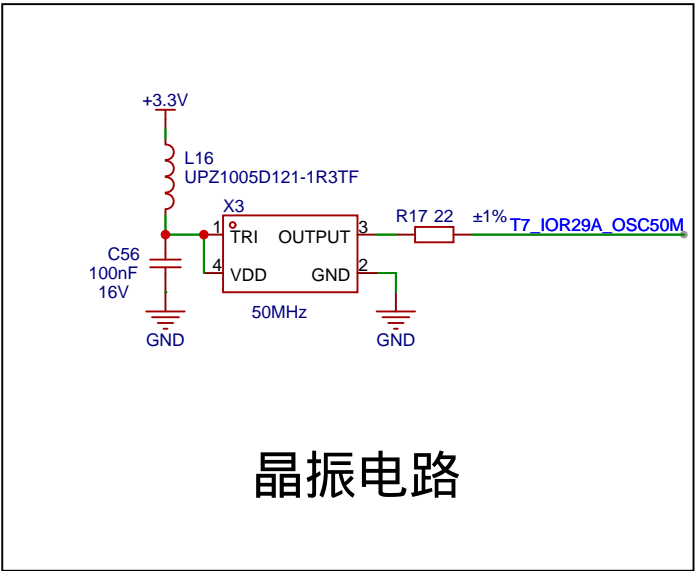 +3.3V
L16
UPZ1005D121-1R3TF
X3
1
TRI
OUTPUT
3
R17 22 ±1%
T7_IOR29A_OSC50M
C56
100nF
16V
4
VDD
GND
2
50MHz
GND
GND
晶振电路